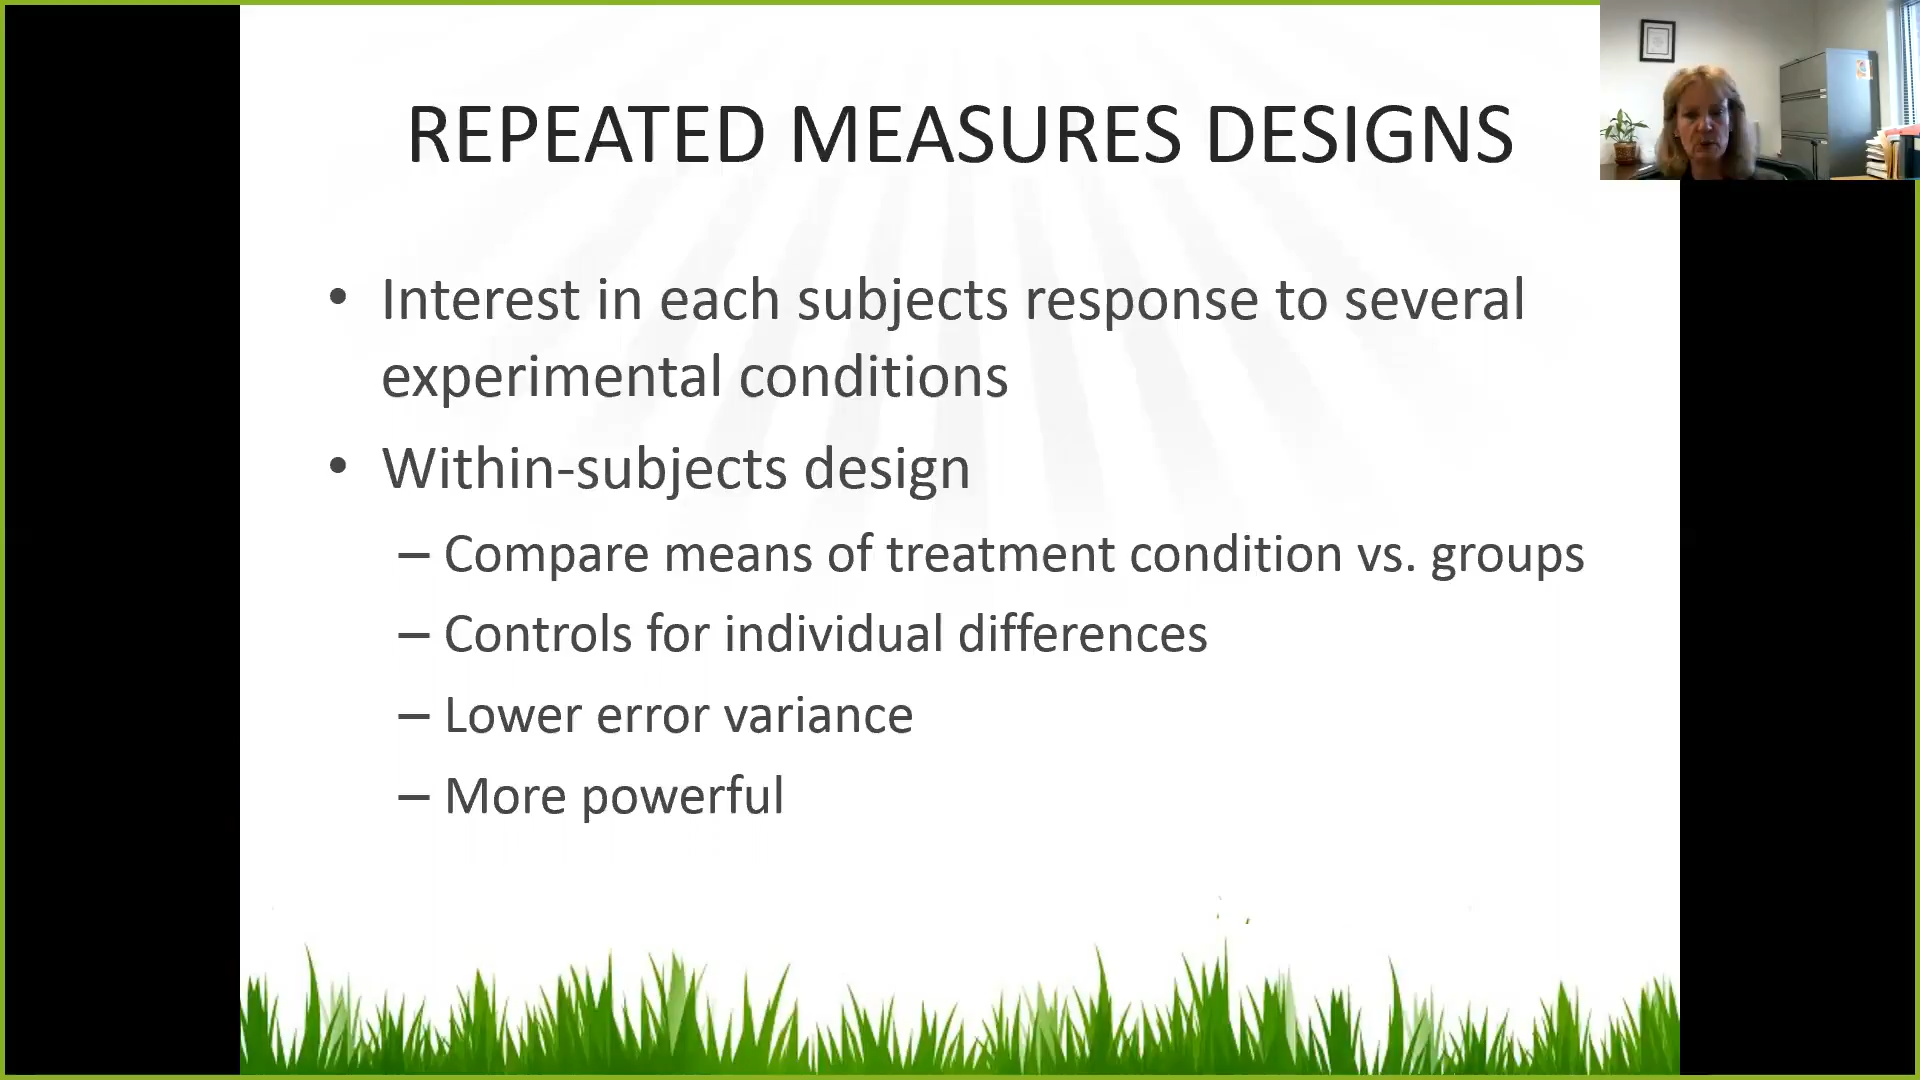 REPEATED MEASURES DESIGNS
• Interest in each subjects response to several
experimental conditions
• Within-subjects design
– Compare means of treatment condition vs. groups
– Controls for individual differences
– Lower error variance
– More powerful